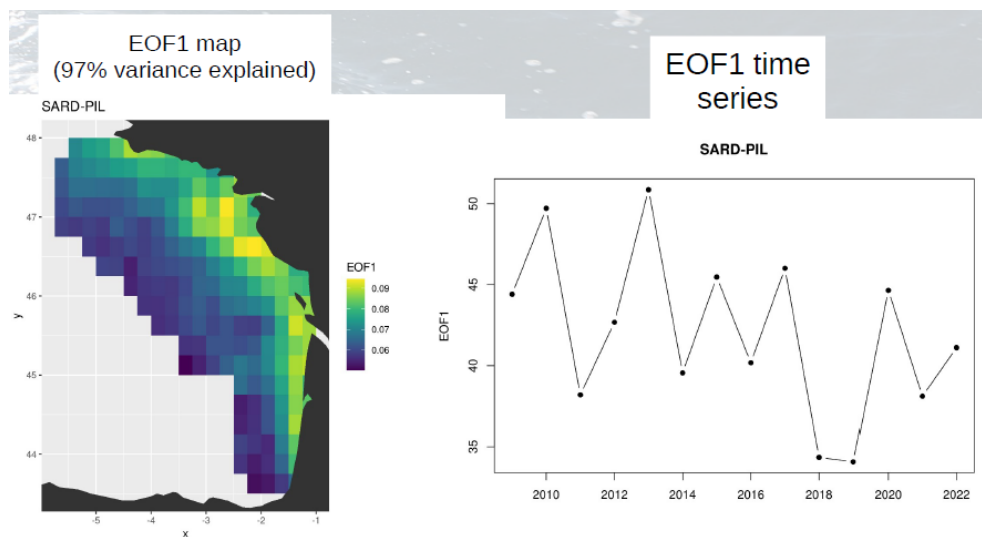 EOF1 map
(97% variance explained)
EOF1 time
series
SARD-PIL
48
47
46
45
44
y
-5
-4
-3
-2
-1
x
EOF1
0.09
0.08
0.07
0.06
SARD-PIL
50
45
40
35
EOF1
2010
2012
2014
2016
2018
2020
2022